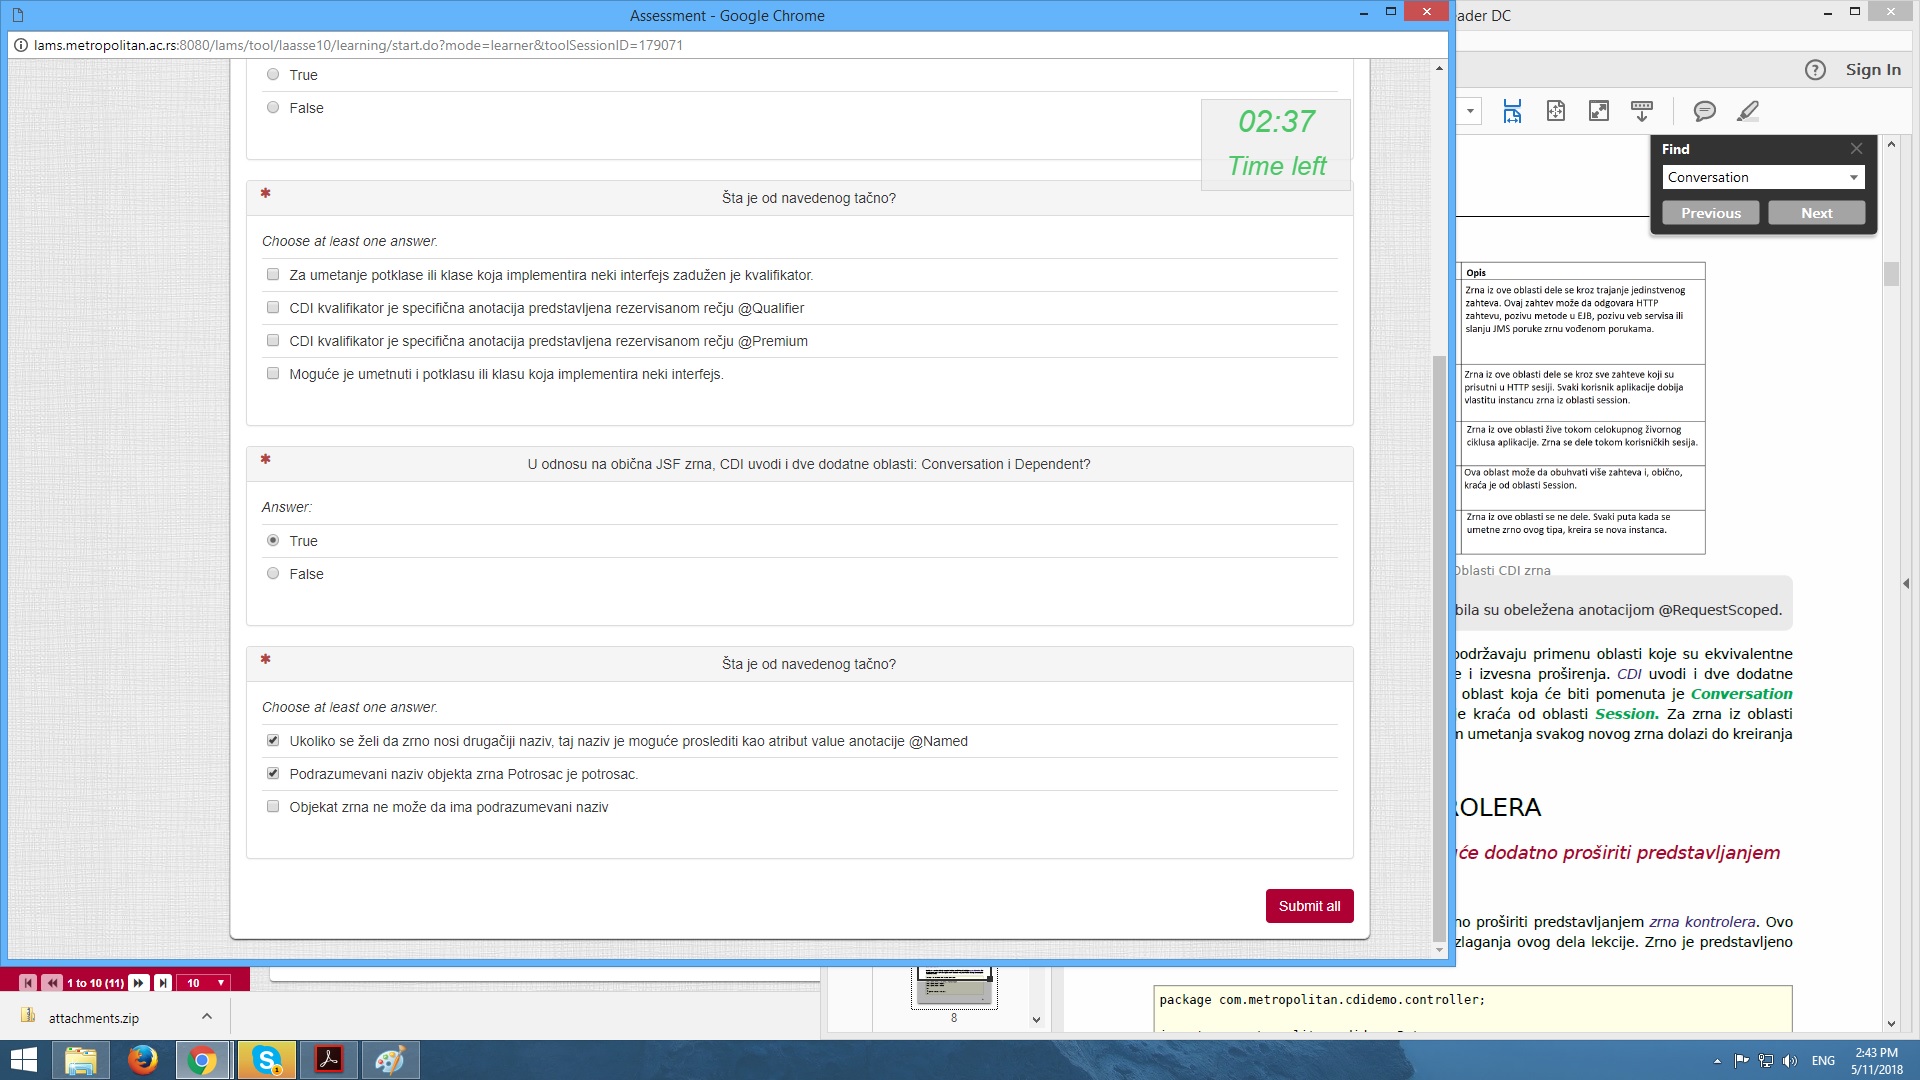 Assessment - Google Chrome
ader DC
lams.metropolitan.ac.rs:8080/lams/tool/laasse10/learning/start.do?mode=learner&toolSessionID=179071
Sign In
True
False
02:37
Time left
Find
Conversation
Previous
Next
Šta je od navedenog tačno?
Choose at least one answer.
Za umetanje potklase ili klase koja implementira neki interfejs zadužen je kvalifikator.
CDI kvalifikator je specifična anotacija predstavljena rezervisanom rečju @Qualifier
CDI kvalifikator je specifična anotacija predstavljena rezervisanom rečju @Premium
Moguće je umetnuti i potklasu ili klasu koja implementira neki interfejs.
U odnosu na obična JSF zrna, CDI uvodi i dve dodatne oblasti: Conversation i Dependent?
Answer:
True
False
Šta je od navedenog tačno?
Choose at least one answer.
Ukoliko se želi da zrno nosi drugačiji naziv, taj naziv je moguće proslediti kao atribut value anotacije @Named
Podrazumevani naziv objekta zrna Potrosac je potrosac.
Objekat zrna ne može da ima podrazumevani naziv
Submit all
Opis
Zrna iz ove oblasti dele se kroz trajanje jedinstvenog
zahteva. Ovaj zahtev može da odgovara HTTP
zahtevu, pozivu metode u EJB, pozivu veb servisa ili
slanju JMS poruke zrnu vođenom porukama.
Zrna iz ove oblasti dele se kroz sve zahteve koji su
prisutni u HTTP sesiji. Svaki korisnik aplikacije dobija
vlastitu instancu zrna iz oblasti session.
Zrna iz ove oblasti žive tokom celokupnog živornog
ciklusa aplikacije. Zrna se dele tokom korisničkih sesija.
Ova oblast može da obuhvati više zahteva i, obično,
kraća je od oblasti Session.
Zrna iz ove oblasti se ne dele. Svaki puta kada se
umetne zrno ovog tipa, kreira se nova instanca.
Oblasti CDI zrna
bila su obeležena anotacijom @RequestScoped.
podržavaju primenu oblasti koje su ekvivalentne
e i izvesna proširenja. CDI uvodi i dve dodatne
oblast koja će biti pomenuta je Conversation
e kraća od oblasti Session. Za zrna iz oblasti
m umetanja svakog novog zrna dolazi do kreiranja
ROLERA
će dodatno proširiti predstavljanjem
no proširiti predstavljanjem zrna kontrolera. Ovo
zlaganja ovog dela lekcije. Zrno je predstavljeno
package com.metropolitan.cdidemo.controller;
1 to 10 (11)
10
8
attachments.zip
ENG
2:43 PM
5/11/2018